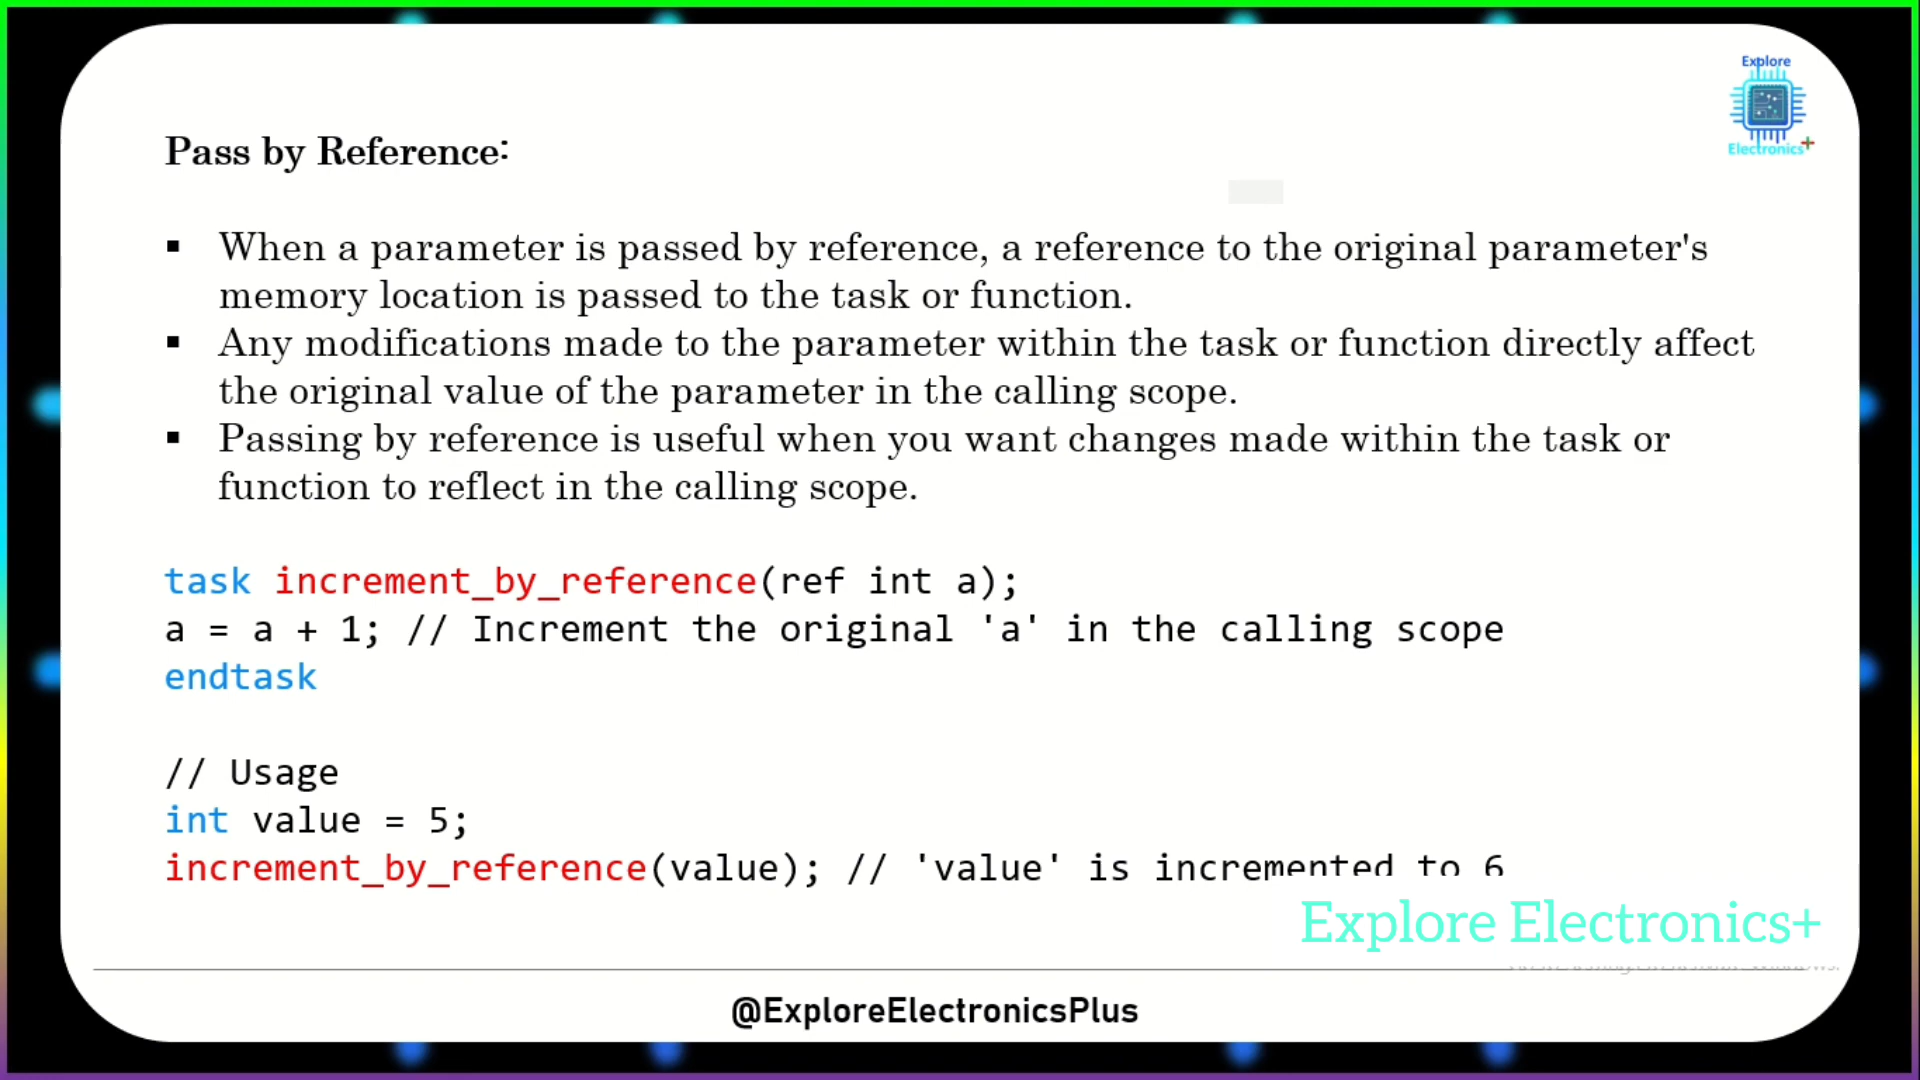 Explore
Electronics+
Pass by Reference:
▪ When a parameter is passed by reference, a reference to the original parameter's
memory location is passed to the task or function.
▪ Any modifications made to the parameter within the task or function directly affect
the original value of the parameter in the calling scope.
▪ Passing by reference is useful when you want changes made within the task or
function to reflect in the calling scope.
task increment_by_reference(ref int a);
a = a + 1; // Increment the original 'a' in the calling scope
endtask
// Usage
int value = 5;
increment_by_reference(value); // 'value' is incremented to 6
Explore Electronics+
@ExploreElectronicsPlus